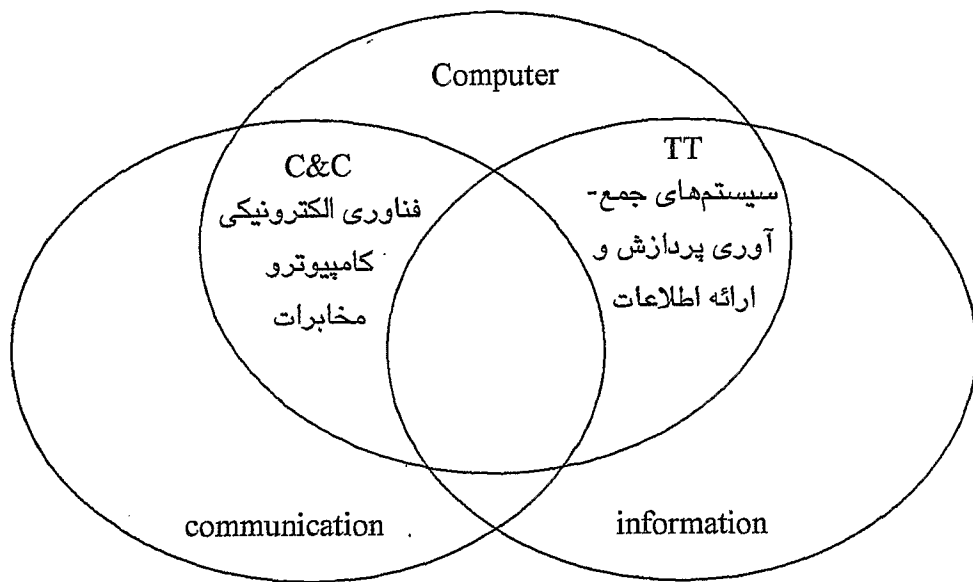 Computer
C&C
فناوری الکترونیکی
کامپیوترو
مخابرات
TT
سیستم‌های جمع-
آوری پردازش و
ارائه اطلاعات
communication
information